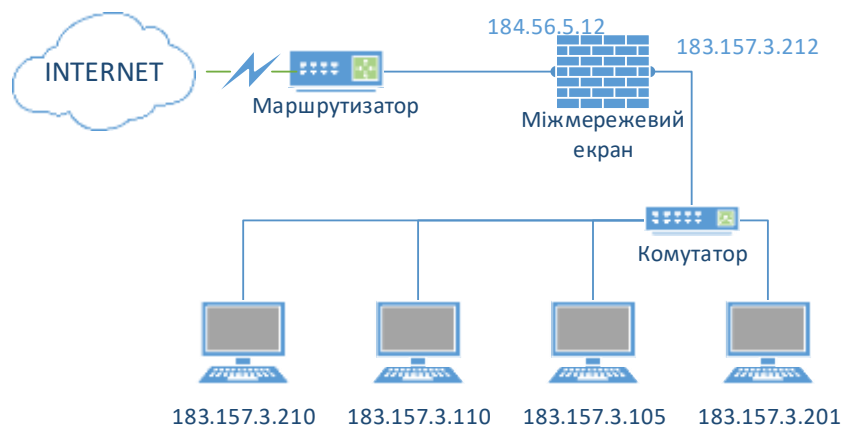 184.56.5.12
183.157.3.212
INTERNET
Маршрутизатор
Міжмережевий
екран
Комутатор
183.157.3.210
183.157.3.110
183.157.3.105
183.157.3.201